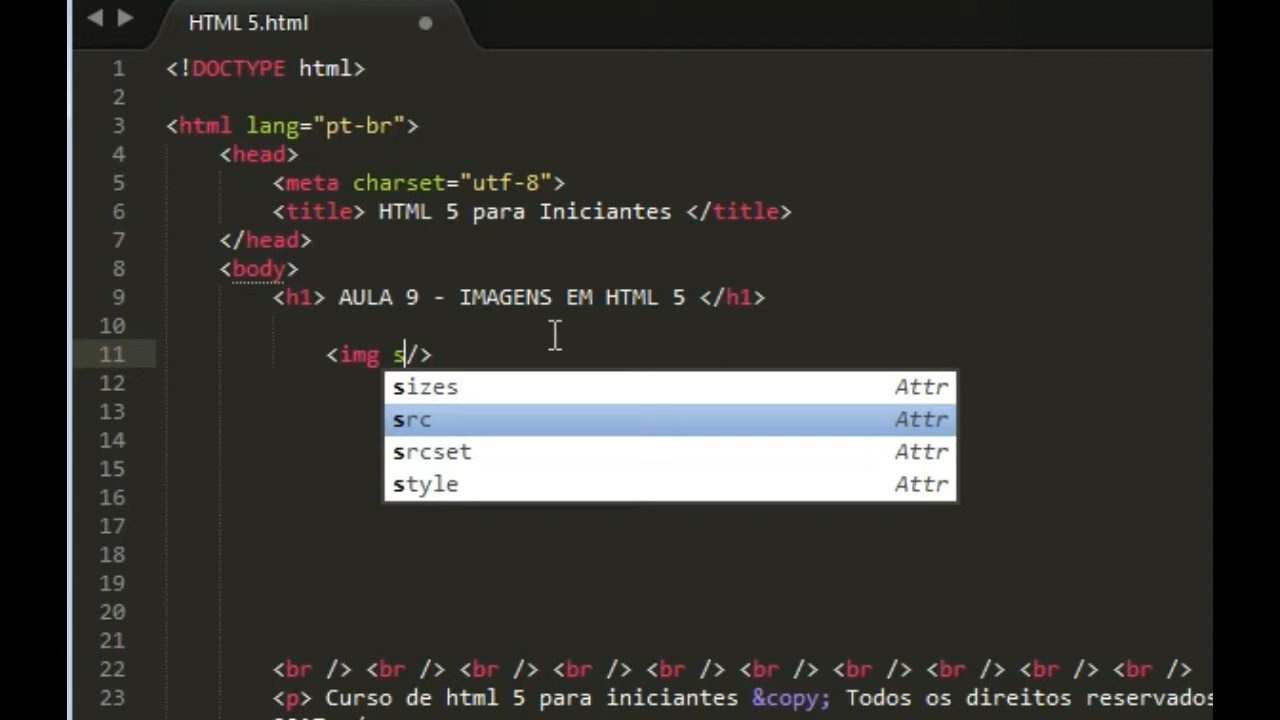 HTML 5.html
1 <!DOCTYPE html>
2
3 <html lang="pt-br">
4 <head>
5 <meta charset="utf-8">
6 <title> HTML 5 para Iniciantes </title>
7 </head>
8 <body>
9 <h1> AULA 9 - IMAGENS EM HTML 5 </h1>
10
11 <img s/>
12 sizes Attr
13 src Attr
14 srcset Attr
15 style Attr
16
17
18
19
20
21
22 <br /> <br /> <br /> <br /> <br /> <br /> <br /> <br /> <br /> <br />
23 <p> Curso de html 5 para iniciantes &copy; Todos os direitos reservados